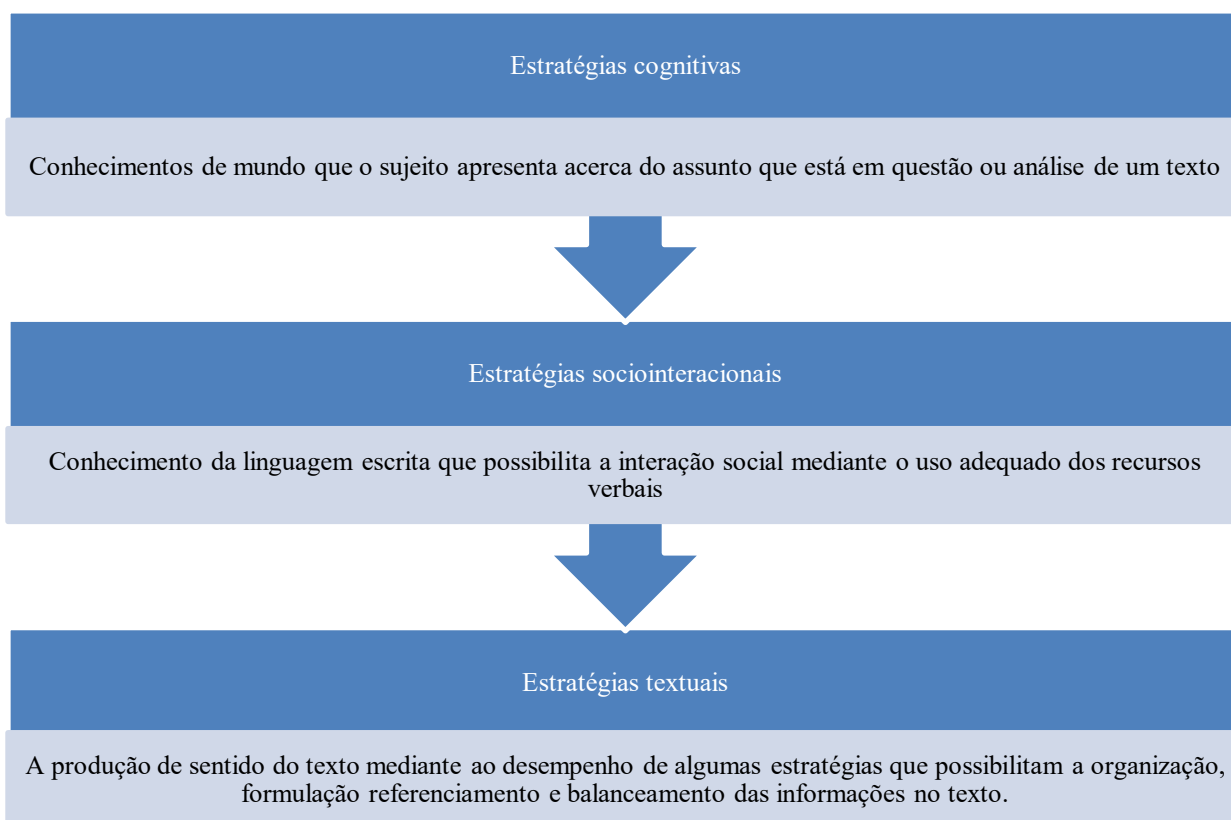 Estratégias cognitivas
Conhecimentos de mundo que o sujeito apresenta acerca do assunto que está em questão ou análise de um texto
Estratégias sociointeracionais
Conhecimento da linguagem escrita que possibilita a interação social mediante o uso adequado dos recursos
verbais
Estratégias textuais
A produção de sentido do texto mediante ao desempenho de algumas estratégias que possibilitam a organização,
formulação referenciamento e balanceamento das informações no texto.